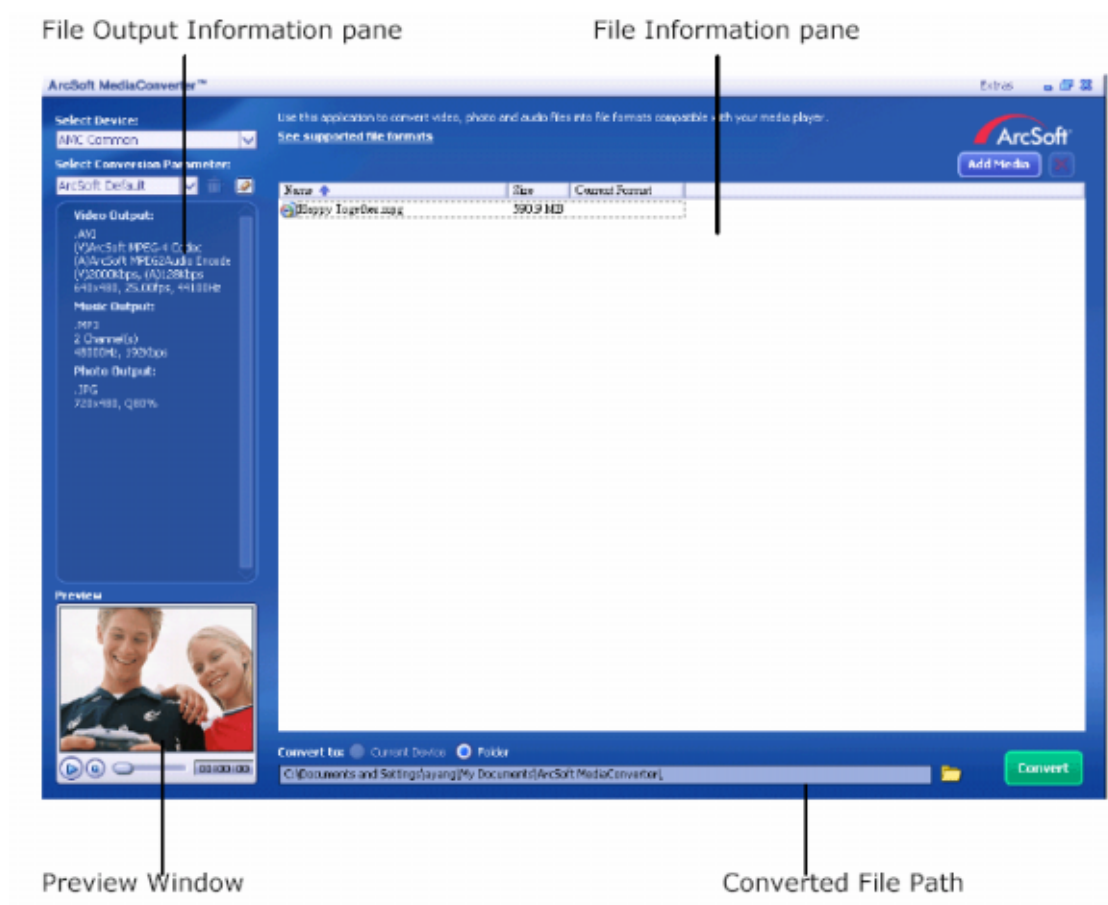 File Output Information pane
File Information pane
ArcSoft MediaConverter™
Extras
Select Device:
AMC Common
Select Conversion Parameter:
ArcSoft Default
Use this application to convert video, photo and audio files into file formats compatible with your media player.
See supported file formats
ArcSoft
Add Media
Name
Size
Current Format
Happy Together.mpg
590.9 MB
Video Output:
.AVI
(V)ArcSoft MPEG-4 Codec
(A)ArcSoft MPEG2Audio Encode
(V)2000kbps, (A)128kbps
640x480, 25.00fps, 44100Hz
Music Output:
.MP3
2 Channel(s)
48000Hz, 192kbps
Photo Output:
.JPG
720x480, Q80%
Preview
00:00:00
Convert to:
Current Device
Folder
C:\Documents and Settings\ayang\My Documents\ArcSoft MediaConverter\
Convert
Preview Window
Converted File Path